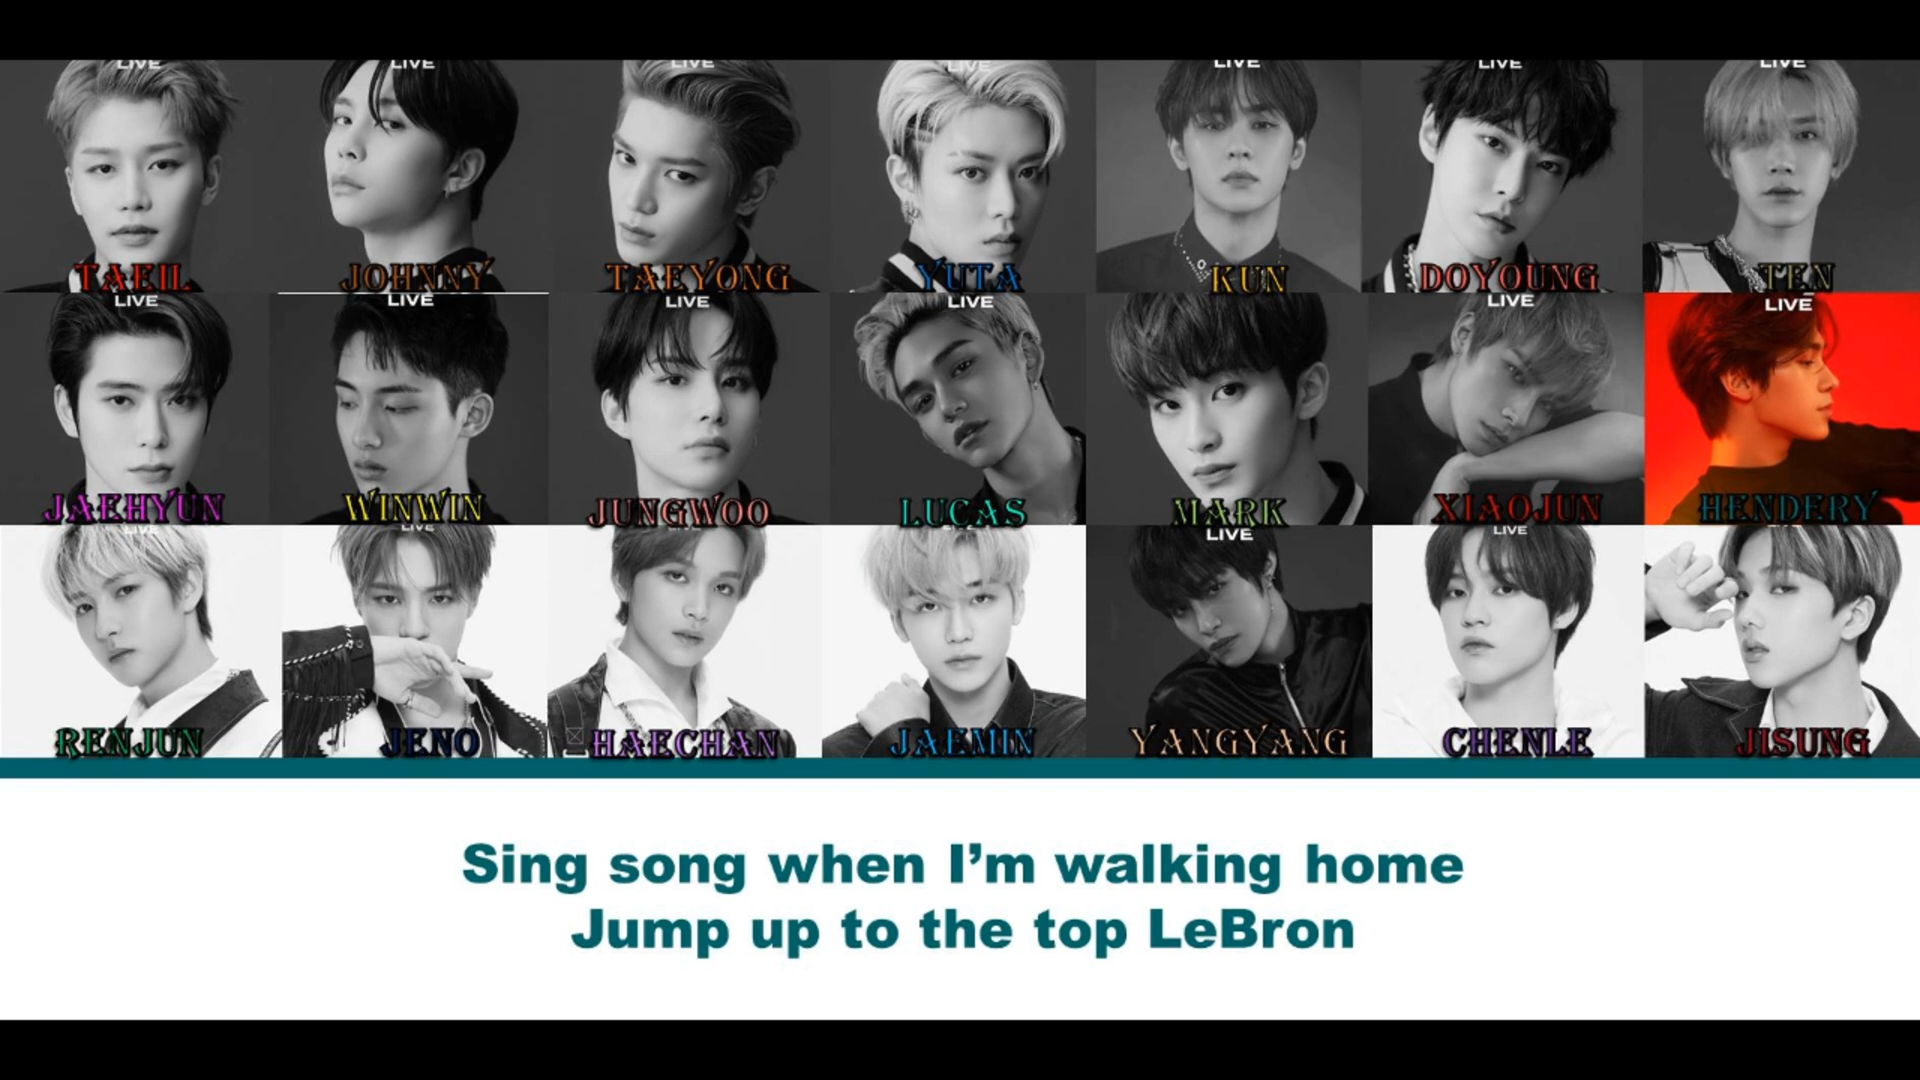 LIVE LIVE LIVE LIVE LIVE LIVE LIVE
TAEIL JOHNNY TAEYONG YUTA KUN DOYOUNG TEN
LIVE LIVE LIVE LIVE LIVE LIVE
JAEHYUN WINWIN JUNGWOO LUCAS MARK XIAOJUN HENDERY
LIVE LIVE LIVE LIVE
RENJUN JENO HAECHAN JAEMIN YANGYANG CHENLE JISUNG
Sing song when I’m walking home
Jump up to the top LeBron